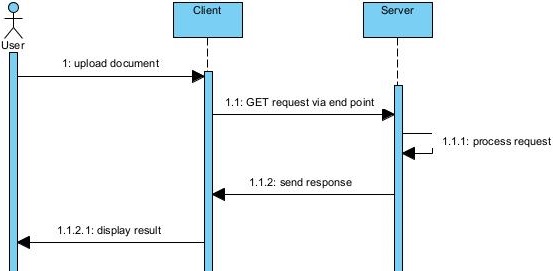 Client
Server
User
1: upload document
1.1: GET request via end point
1.1.1: process request
1.1.2: send response
1.1.2.1: display result